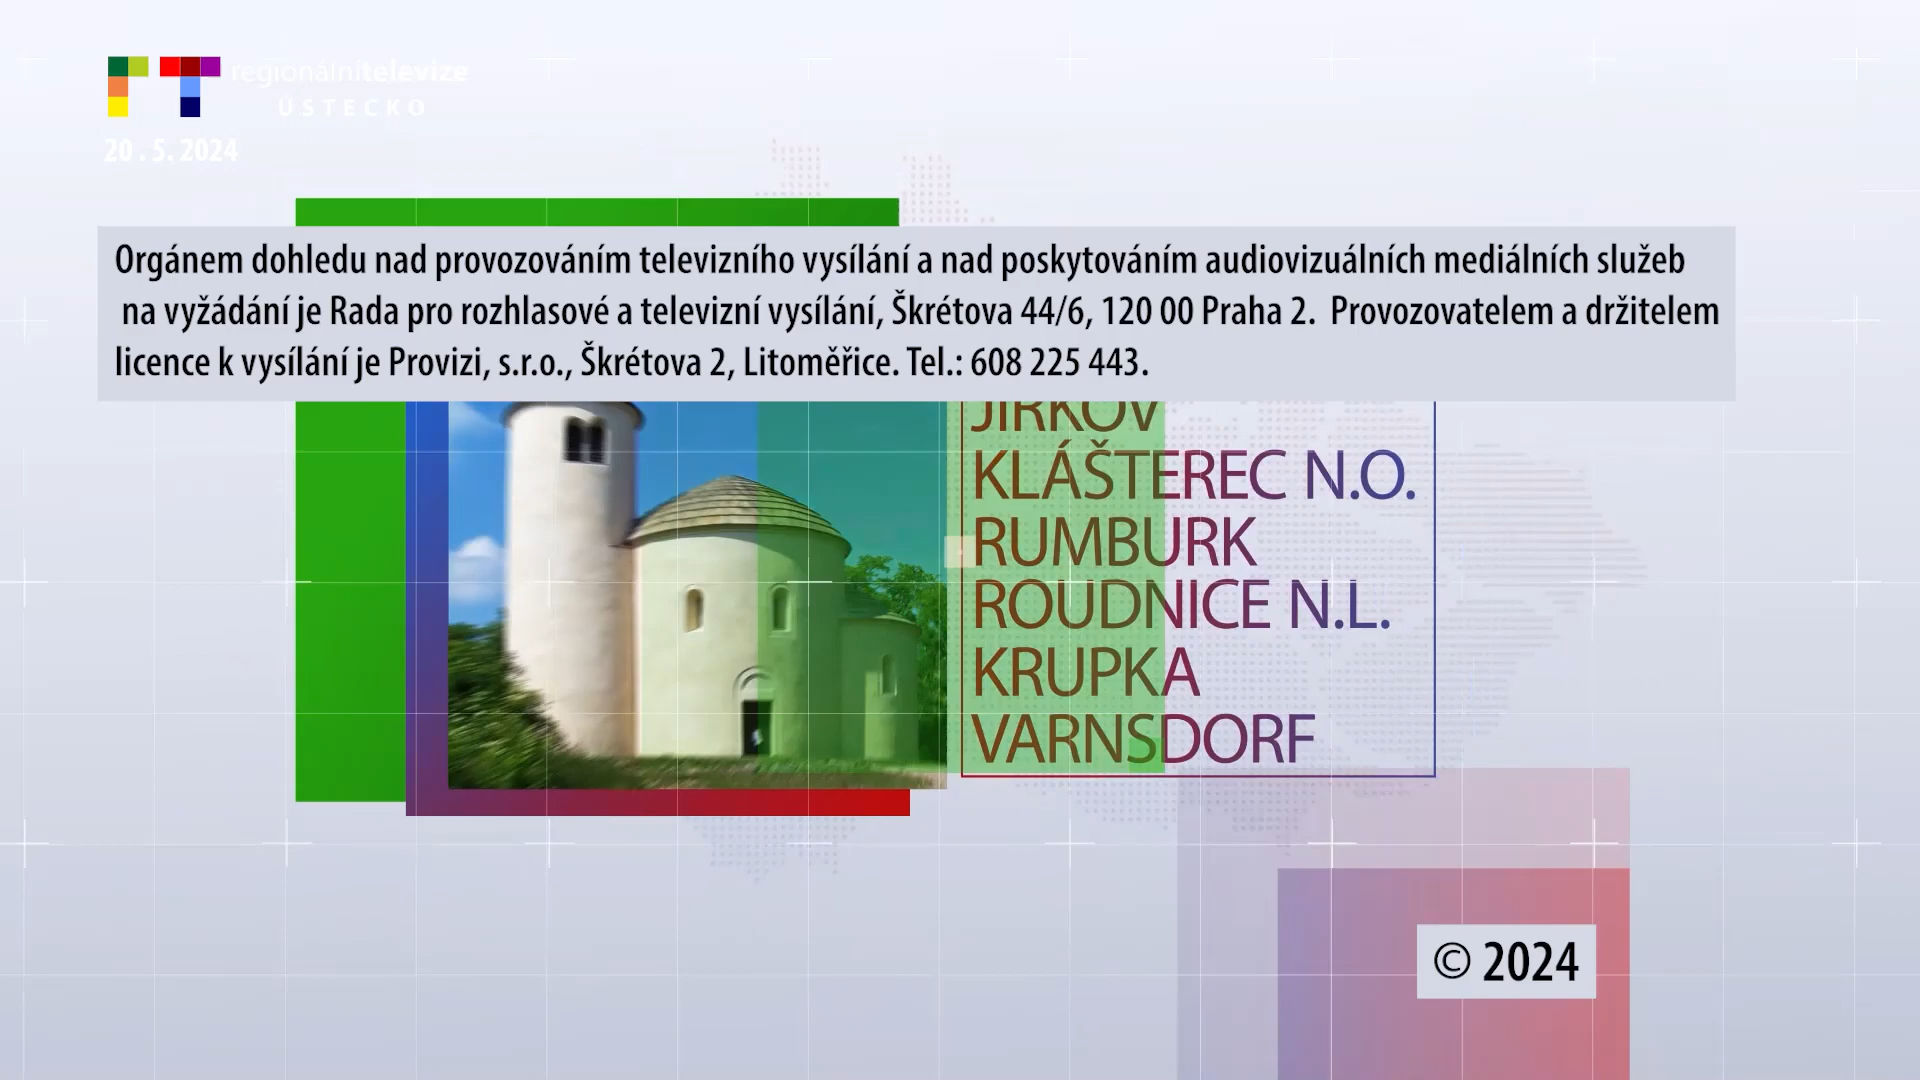 regionálnítelevize
ÚSTECKO
20 . 5. 2024
Orgánem dohledu nad provozováním televizního vysílání a nad poskytováním audiovizuálních mediálních služeb
na vyžádání je Rada pro rozhlasové a televizní vysílání, Škrétova 44/6, 120 00 Praha 2. Provozovatelem a držitelem
licence k vysílání je Provizi, s.r.o., Škrétova 2, Litoměřice. Tel.: 608 225 443.
JIRKOV
KLÁŠTEREC N.O.
RUMBURK
ROUDNICE N.L.
KRUPKA
VARNSDORF
© 2024